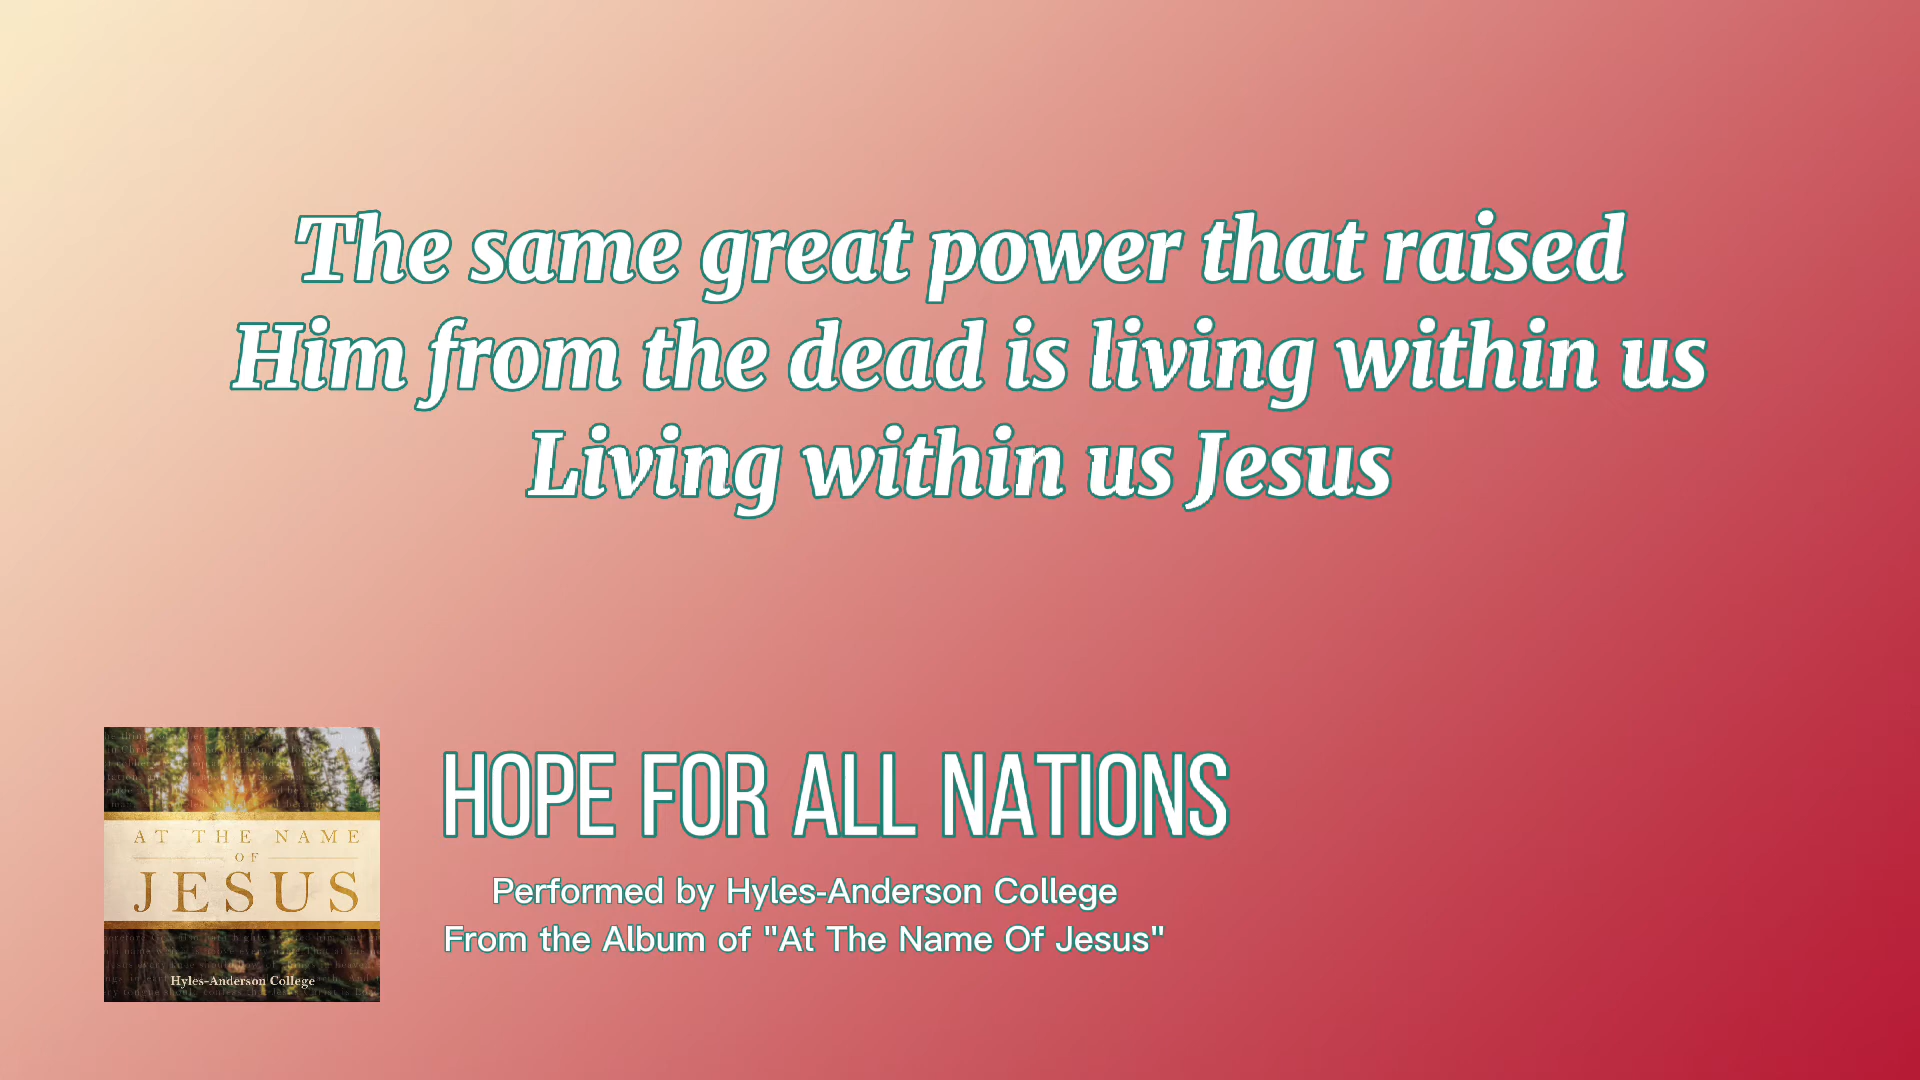 The same great power that raised
Him from the dead is living within us
Living within us Jesus
HOPE FOR ALL NATIONS
Performed by Hyles-Anderson College
From the Album of "At The Name Of Jesus"
AT THE NAME
OF
JESUS
Hyles-Anderson College